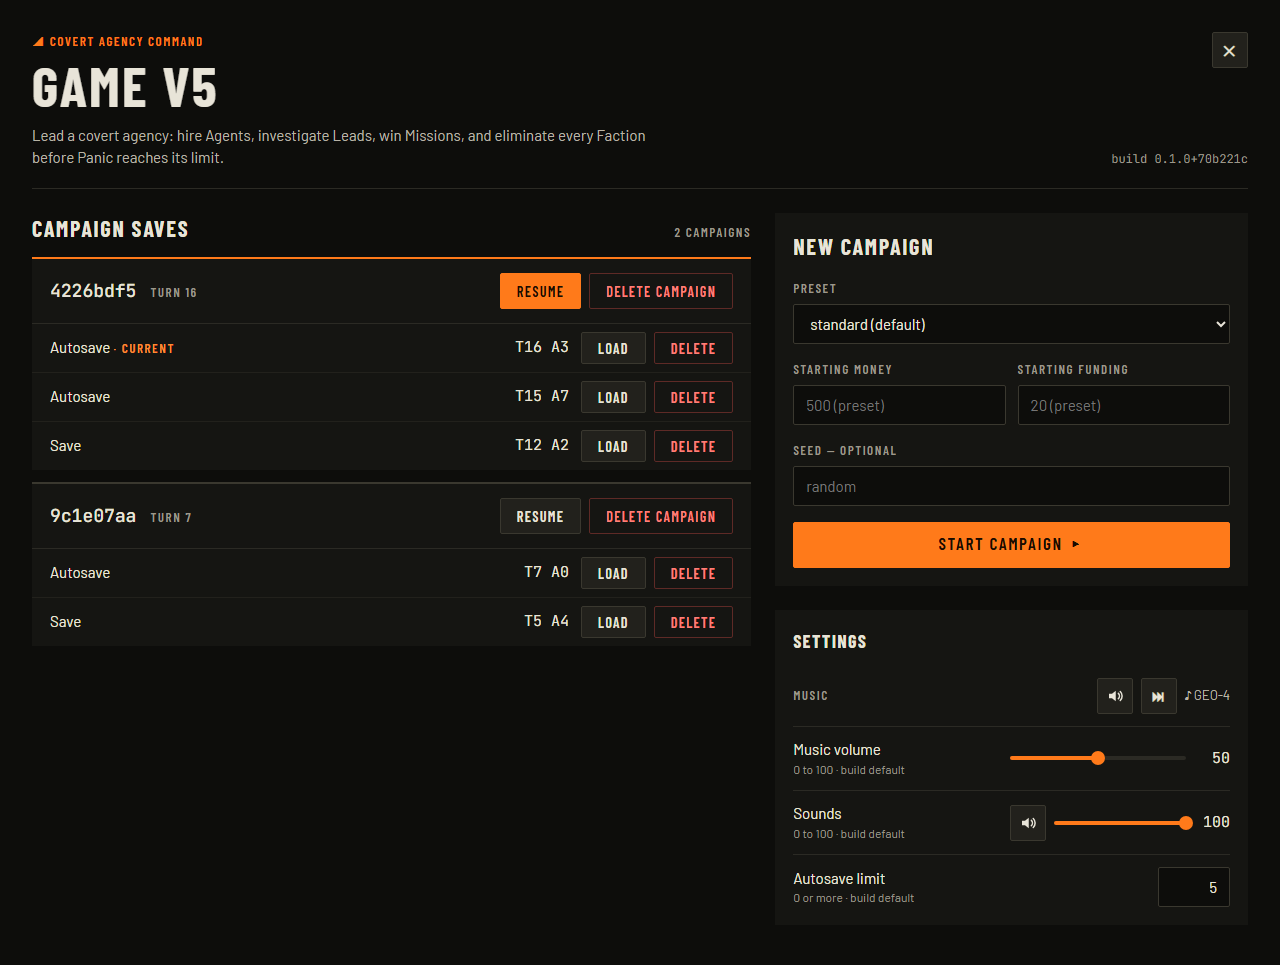 COVERT AGENCY COMMAND
GAME V5
Lead a covert agency: hire Agents, investigate Leads, win Missions, and eliminate every Faction
before Panic reaches its limit.
build 0.1.0+70b221c
CAMPAIGN SAVES
2 CAMPAIGNS
4226bdf5 TURN 16 RESUME DELETE CAMPAIGN
Autosave · CURRENT T16 A3 LOAD DELETE
Autosave T15 A7 LOAD DELETE
Save T12 A2 LOAD DELETE
9c1e07aa TURN 7 RESUME DELETE CAMPAIGN
Autosave T7 A0 LOAD DELETE
Save T5 A4 LOAD DELETE
NEW CAMPAIGN
PRESET
standard (default)
STARTING MONEY STARTING FUNDING
500 (preset) 20 (preset)
SEED — OPTIONAL
random
START CAMPAIGN ►
SETTINGS
MUSIC ♪ GEO-4
Music volume 50
0 to 100 · build default
Sounds 100
0 to 100 · build default
Autosave limit 5
0 or more · build default